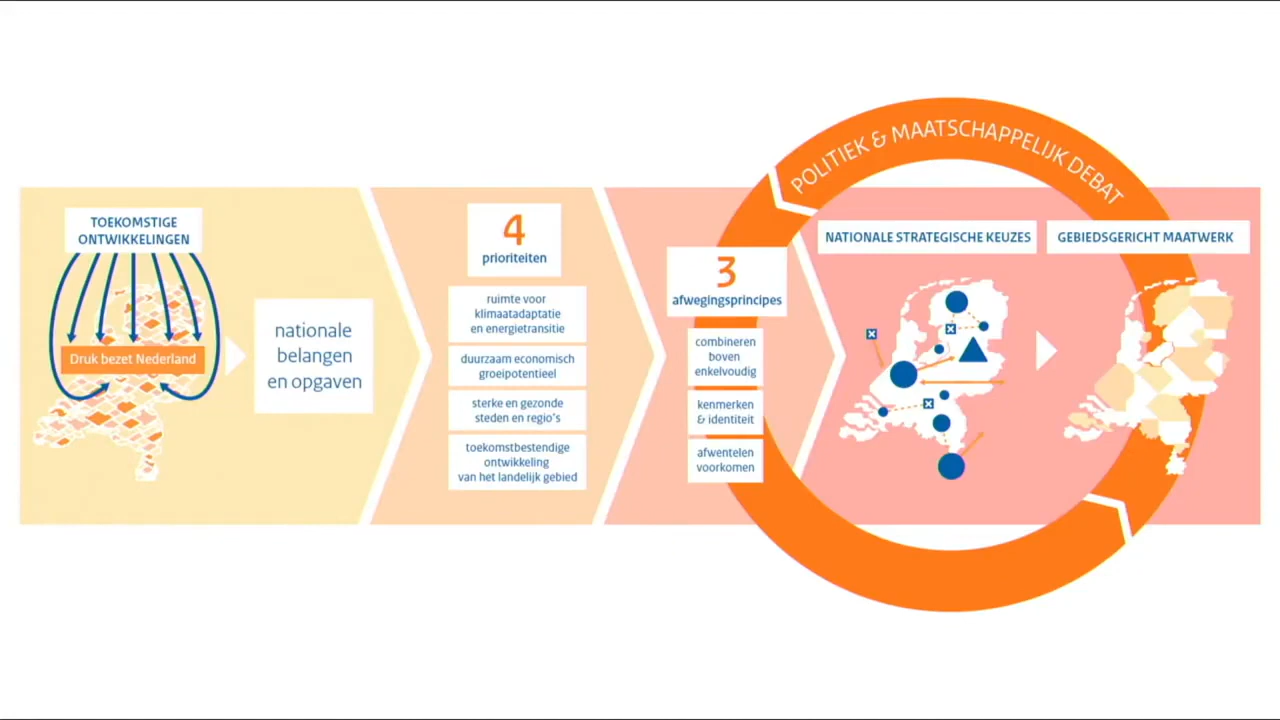 POLITIEK & MAATSCHAPPELIJK DEBAT
TOEKOMSTIGE
ONTWIKKELINGEN
Druk bezet Nederland
nationale
belangen
en opgaven
4
prioriteiten
ruimte voor
klimaatadaptatie
en energietransitie
duurzaam economisch
groeipotentieel
sterke en gezonde
steden en regio's
toekomstbestendige
ontwikkeling
van het landelijk gebied
3
afwegingsprincipes
combineren
boven
enkelvoudig
kenmerken
& identiteit
afwentelen
voorkomen
NATIONALE STRATEGISCHE KEUZES
GEBIEDSGERICHT MAATWERK